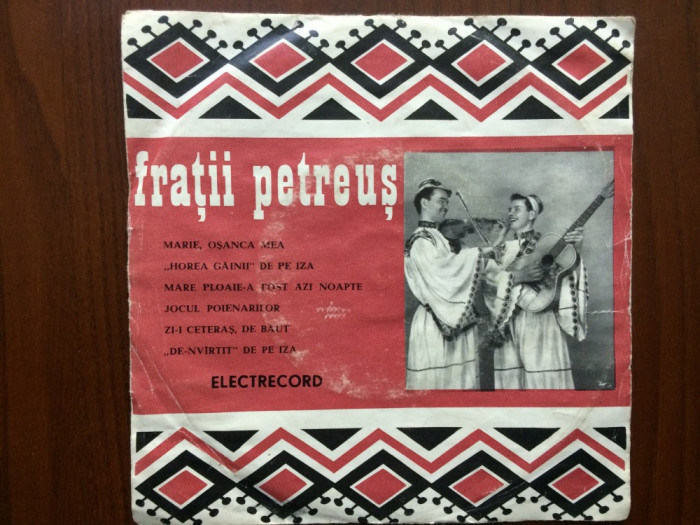 frații petreuș
MARIE, OȘANCA MEA
„HOREA GĂINII” DE PE IZA
MARE PLOAIE-A FOST AZI NOAPTE
JOCUL POIENARILOR
ZI-I CETERAȘ, DE BĂUT
„DE-NVÎRTIT” DE PE IZA
ELECTRECORD